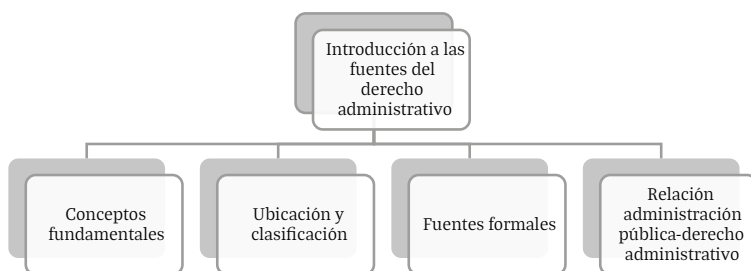 Introducción a las
fuentes del
derecho
administrativo
Conceptos
fundamentales
Ubicación y
clasificación
Fuentes formales
Relación
administración
pública-derecho
administrativo